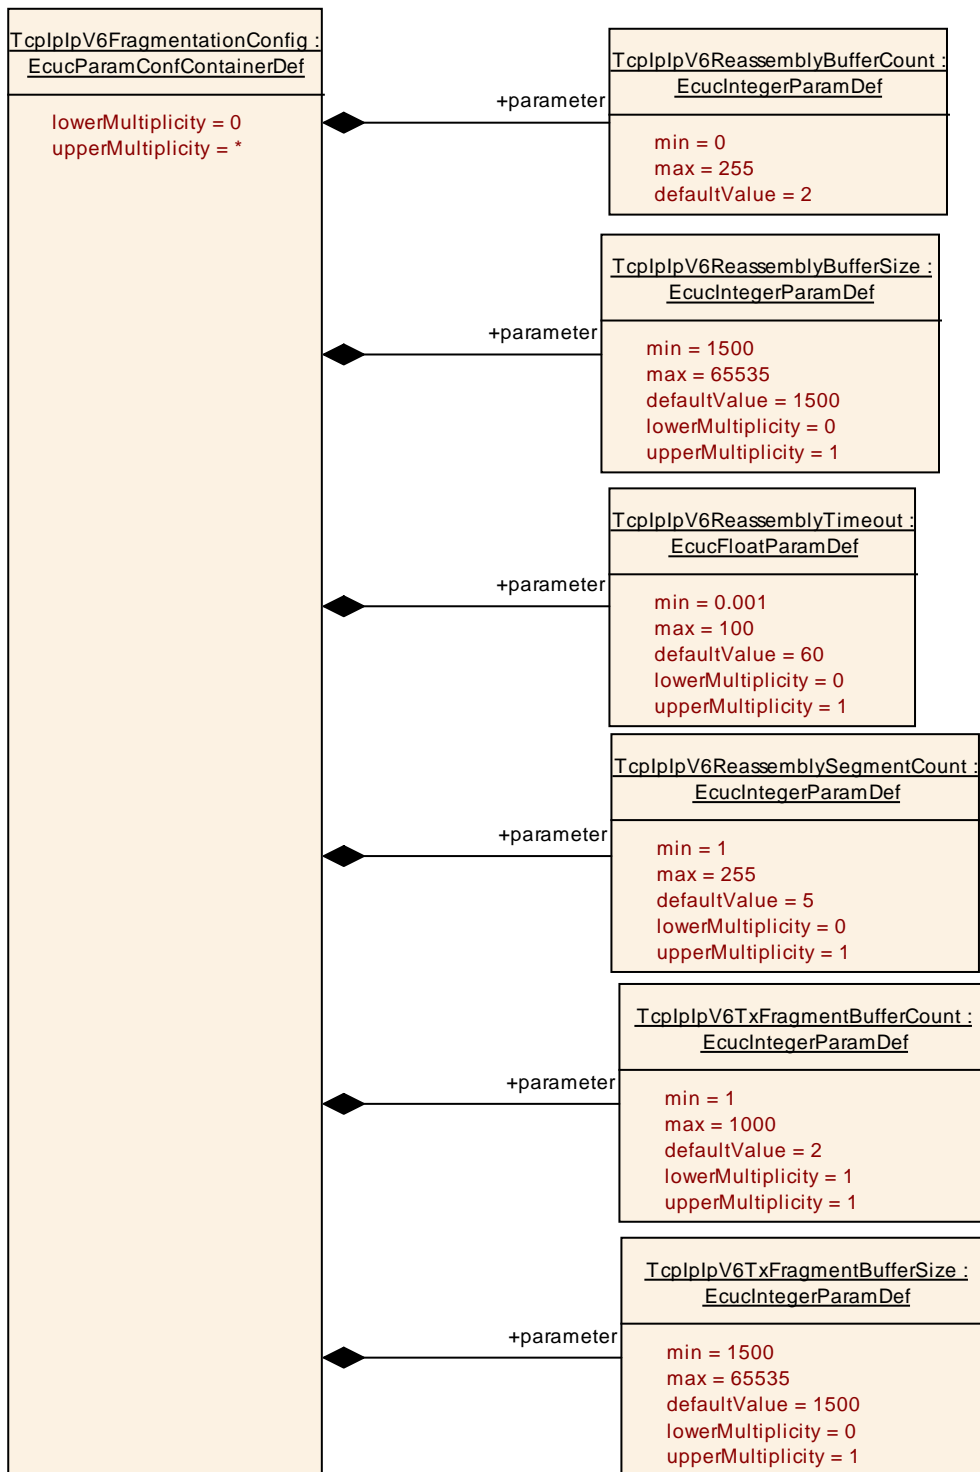 TcpIpIpV6FragmentationConfig :
EcucParamConfContainerDef
lowerMultiplicity = 0
upperMultiplicity = *
+parameter
TcpIpIpV6ReassemblyBufferCount :
EcucIntegerParamDef
min = 0
max = 255
defaultValue = 2
+parameter
TcpIpIpV6ReassemblyBufferSize :
EcucIntegerParamDef
min = 1500
max = 65535
defaultValue = 1500
lowerMultiplicity = 0
upperMultiplicity = 1
+parameter
TcpIpIpV6ReassemblyTimeout :
EcucFloatParamDef
min = 0.001
max = 100
defaultValue = 60
lowerMultiplicity = 0
upperMultiplicity = 1
+parameter
TcpIpIpV6ReassemblySegmentCount :
EcucIntegerParamDef
min = 1
max = 255
defaultValue = 5
lowerMultiplicity = 0
upperMultiplicity = 1
+parameter
TcpIpIpV6TxFragmentBufferCount :
EcucIntegerParamDef
min = 1
max = 1000
defaultValue = 2
lowerMultiplicity = 1
upperMultiplicity = 1
+parameter
TcpIpIpV6TxFragmentBufferSize :
EcucIntegerParamDef
min = 1500
max = 65535
defaultValue = 1500
lowerMultiplicity = 0
upperMultiplicity = 1